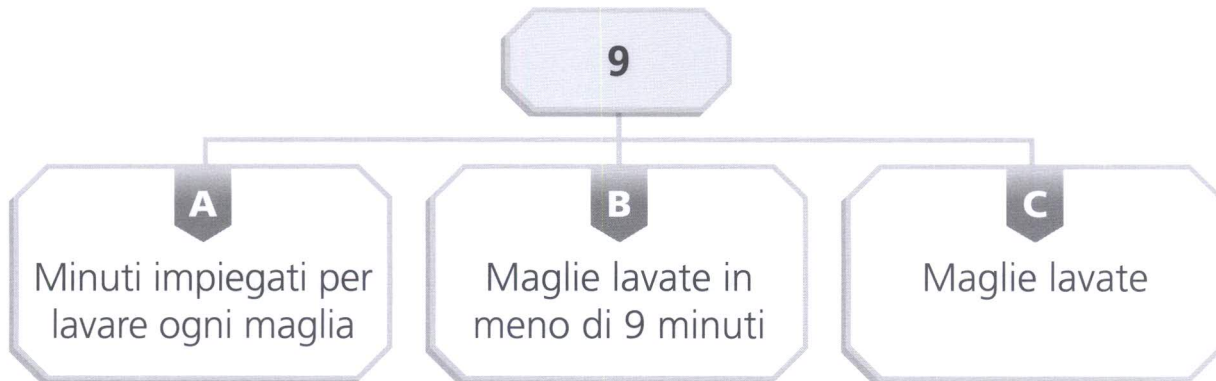 9
A
Minuti impiegati per
lavare ogni maglia
B
Maglie lavate in
meno di 9 minuti
C
Maglie lavate